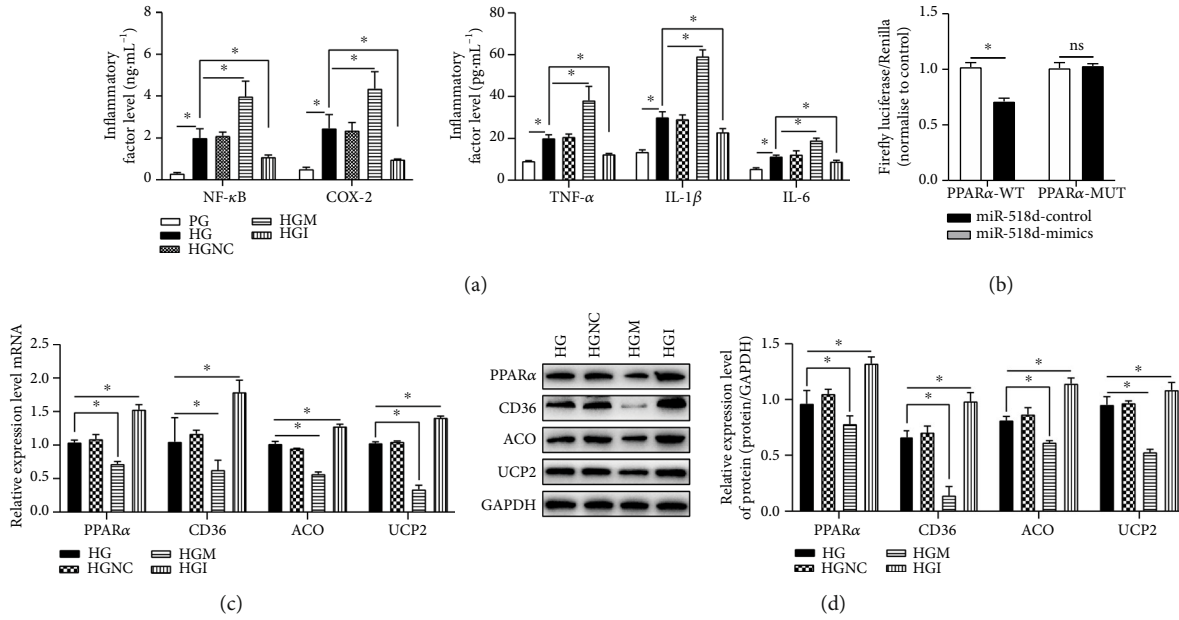 Inflammatory
factor level (ng·mL−1)
8
6
4
2
0
*
*
*
*
*
*
NF-κB
COX-2
PG
HG
HGNC
HGM
HGI
Inflammatory
factor level (pg·mL−1)
80
60
40
20
0
*
*
*
*
*
*
*
*
*
TNF-α
IL-1β
IL-6
(a)
Firefly luciferase/Renilla
(normalise to control)
1.5
1.0
0.5
0.0
*
ns
PPARα-WT
PPARα-MUT
miR-518d-control
miR-518d-mimics
(b)
Relative expression level mRNA
2.5
2.0
1.5
1.0
0.5
0.0
*
*
*
*
*
*
*
*
PPARα
CD36
ACO
UCP2
HG
HGNC
HGM
HGI
(c)
HG
HGNC
HGM
HGI
PPARα
CD36
ACO
UCP2
GAPDH
Relative expression level
of protein (protein/GAPDH)
1.5
1.0
0.5
0.0
*
*
*
*
*
*
*
*
PPARα
CD36
ACO
UCP2
HG
HGNC
HGM
HGI
(d)